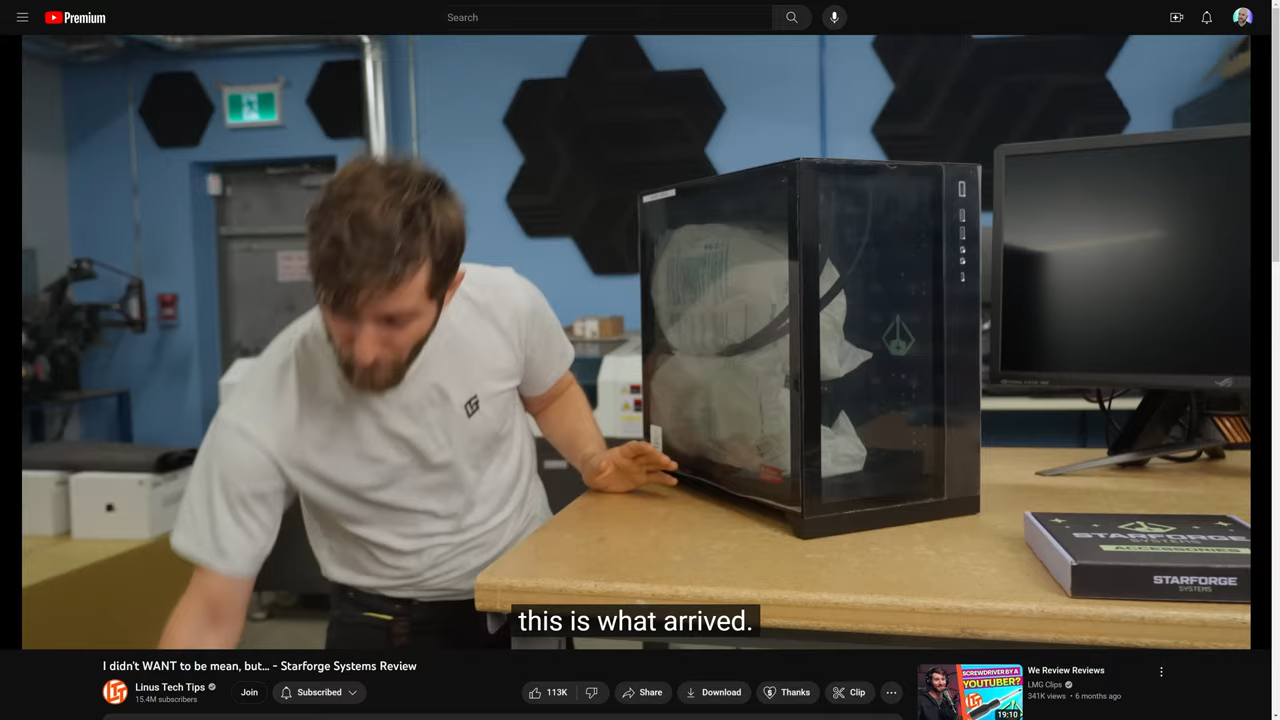 Premium
Search
STARFORGE
SYSTEMS
ACCESSORIES
STARFORGE
SYSTEMS
this is what arrived.
I didn't WANT to be mean, but... - Starforge Systems Review
Linus Tech Tips
15.4M subscribers
Join
Subscribed
113K
Share
Download
Thanks
Clip
SCREWDRIVER BY A
YOUTUBER?
19:10
We Review Reviews
LMG Clips
341K views • 6 months ago